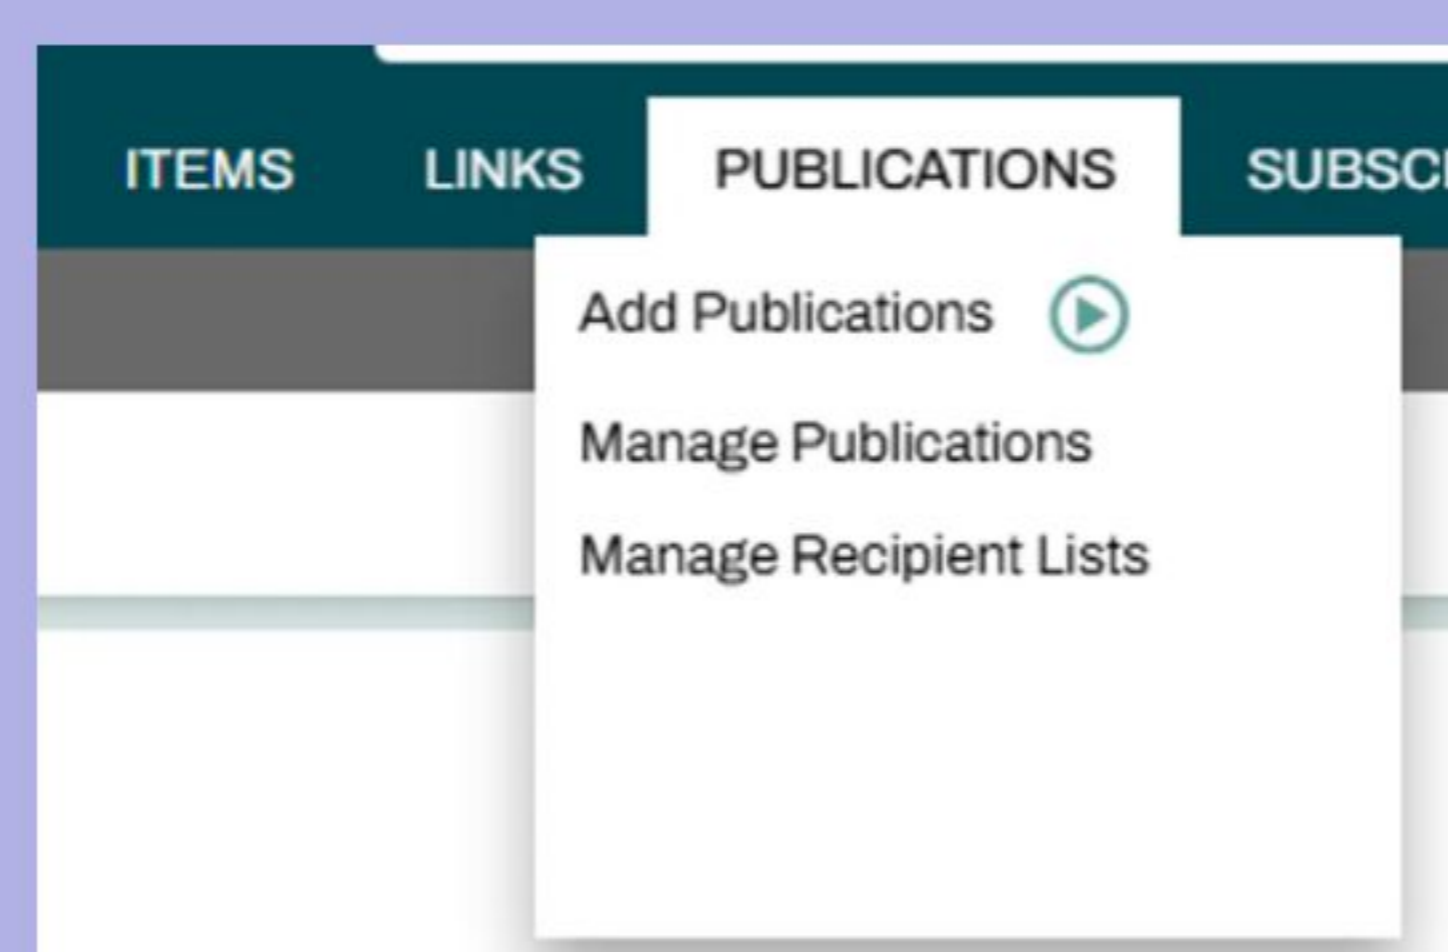 ITEMS LINKS PUBLICATIONS
Add Publications
Manage Publications
Manage Recipient Lists